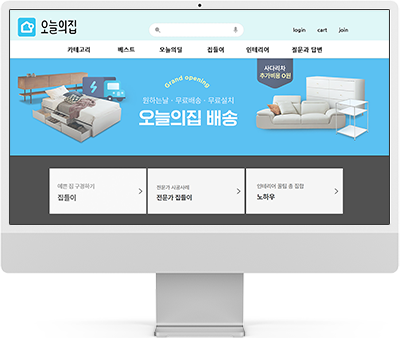 오늘의집
login cart join
카테고리 베스트 오늘의딜 집들이 인테리어 질문과 답변
Grand opening
사다리차
추가비용 0원
원하는날 · 무료배송 · 무료설치
오늘의집 배송
예쁜 집 구경하기
집들이
전문가 시공사례
전문가 집들이
인테리어 꿀팁 총 집합
노하우